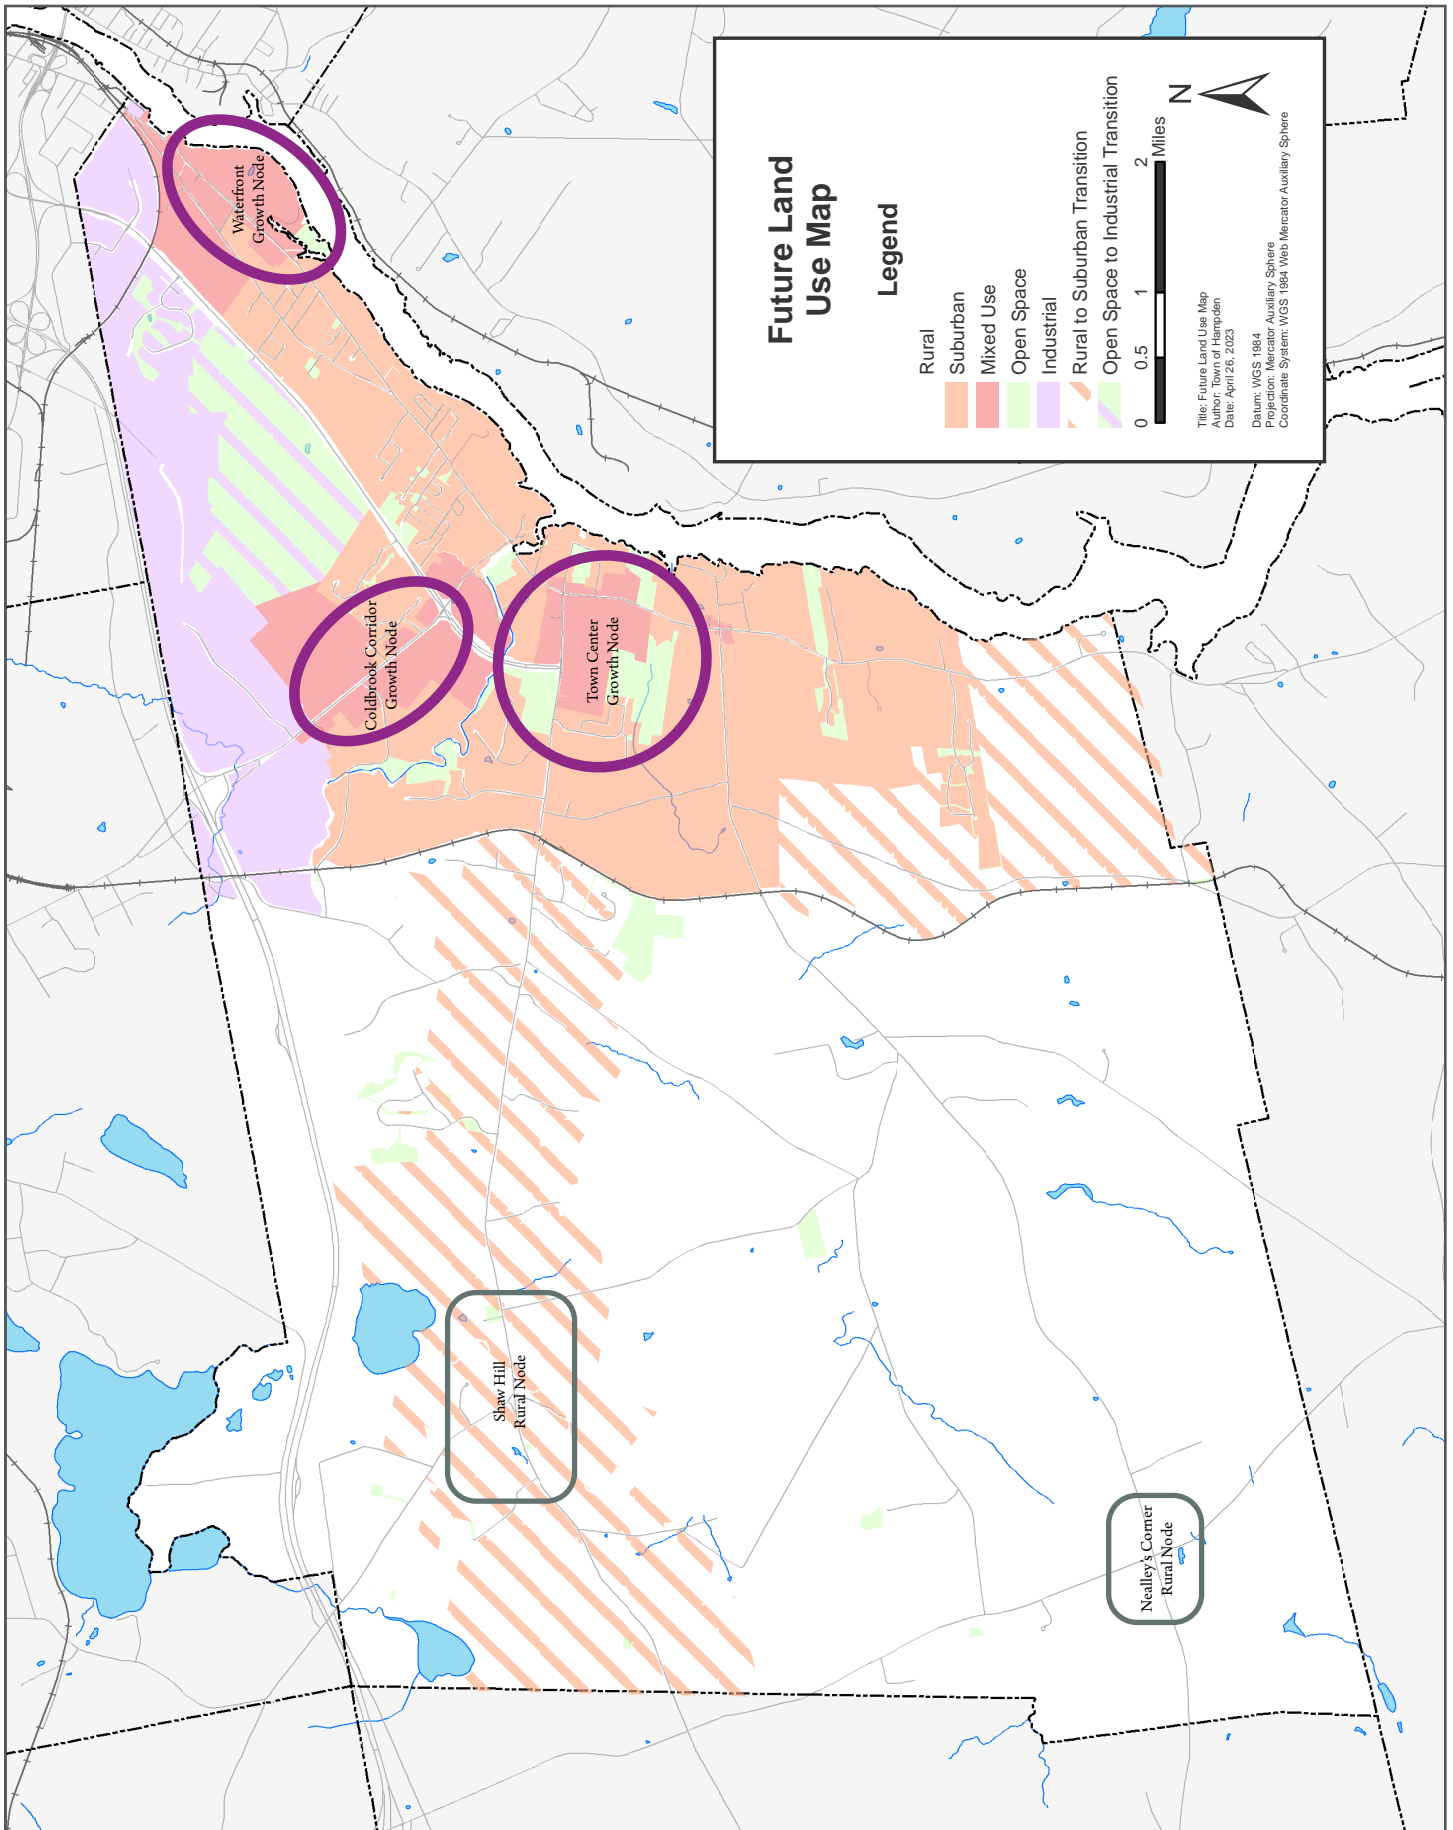 Future Land
Use Map
Legend
Rural
Suburban
Mixed Use
Open Space
Industrial
Rural to Suburban Transition
Open Space to Industrial Transition
0 0.5 1 2
Miles
N
Title: Future Land Use Map
Author: Town of Hampden
Date: April 26, 2023
Datum: WGS 1984
Projection: Mercator Auxiliary Sphere
Coordinate System: WGS 1984 Web Mercator Auxiliary Sphere
Waterfront
Growth Node
Coldbrook Corridor
Growth Node
Town Center
Growth Node
Shaw Hill
Rural Node
Nealley's Corner
Rural Node